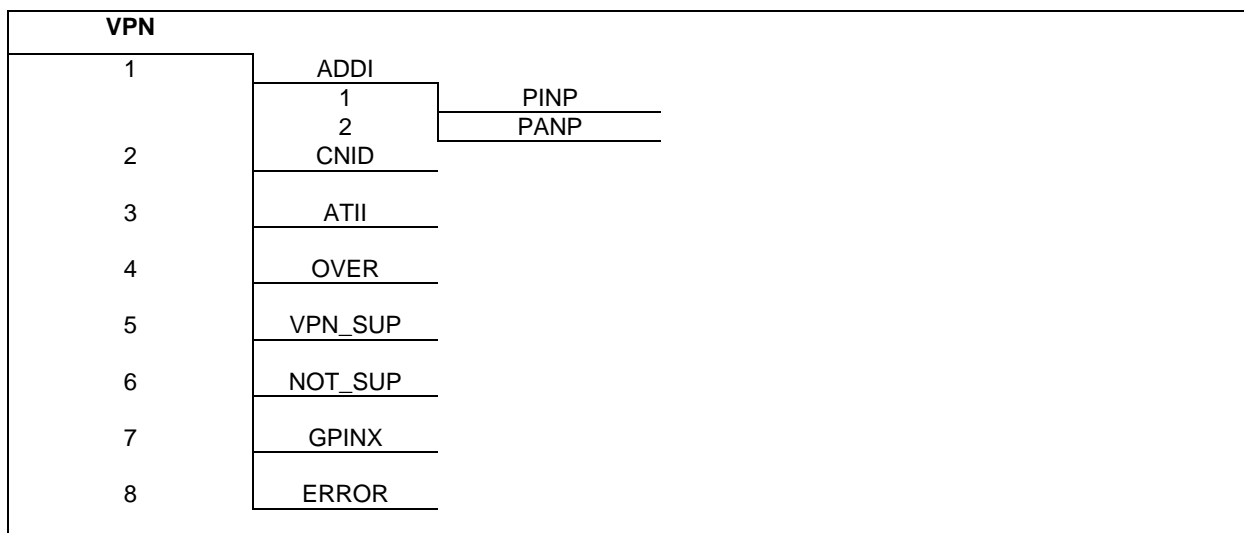 VPN
1 ADDI
1 PINP
2 PANP
2 CNID
3 ATII
4 OVER
5 VPN_SUP
6 NOT_SUP
7 GPINX
8 ERROR